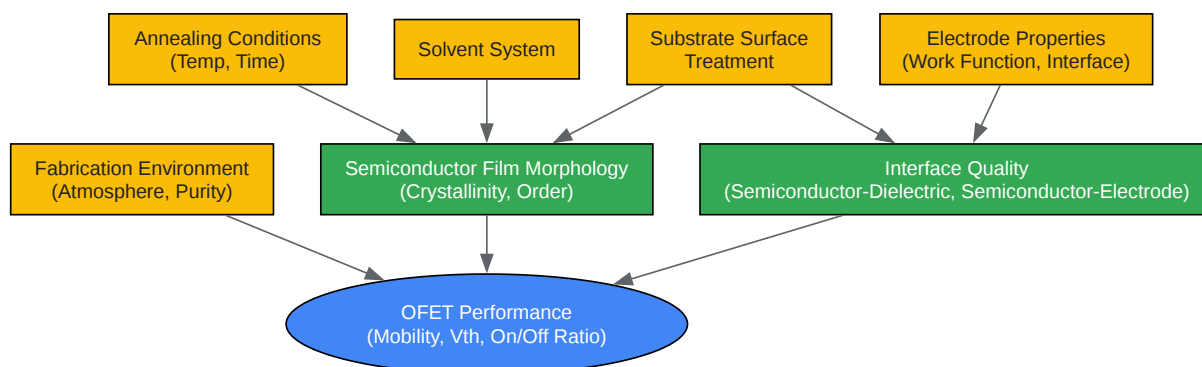 Annealing Conditions
(Temp, Time)
Solvent System
Substrate Surface
Treatment
Electrode Properties
(Work Function, Interface)
Fabrication Environment
(Atmosphere, Purity)
Semiconductor Film Morphology
(Crystallinity, Order)
Interface Quality
(Semiconductor-Dielectric, Semiconductor-Electrode)
OFET Performance
(Mobility, Vth, On/Off Ratio)